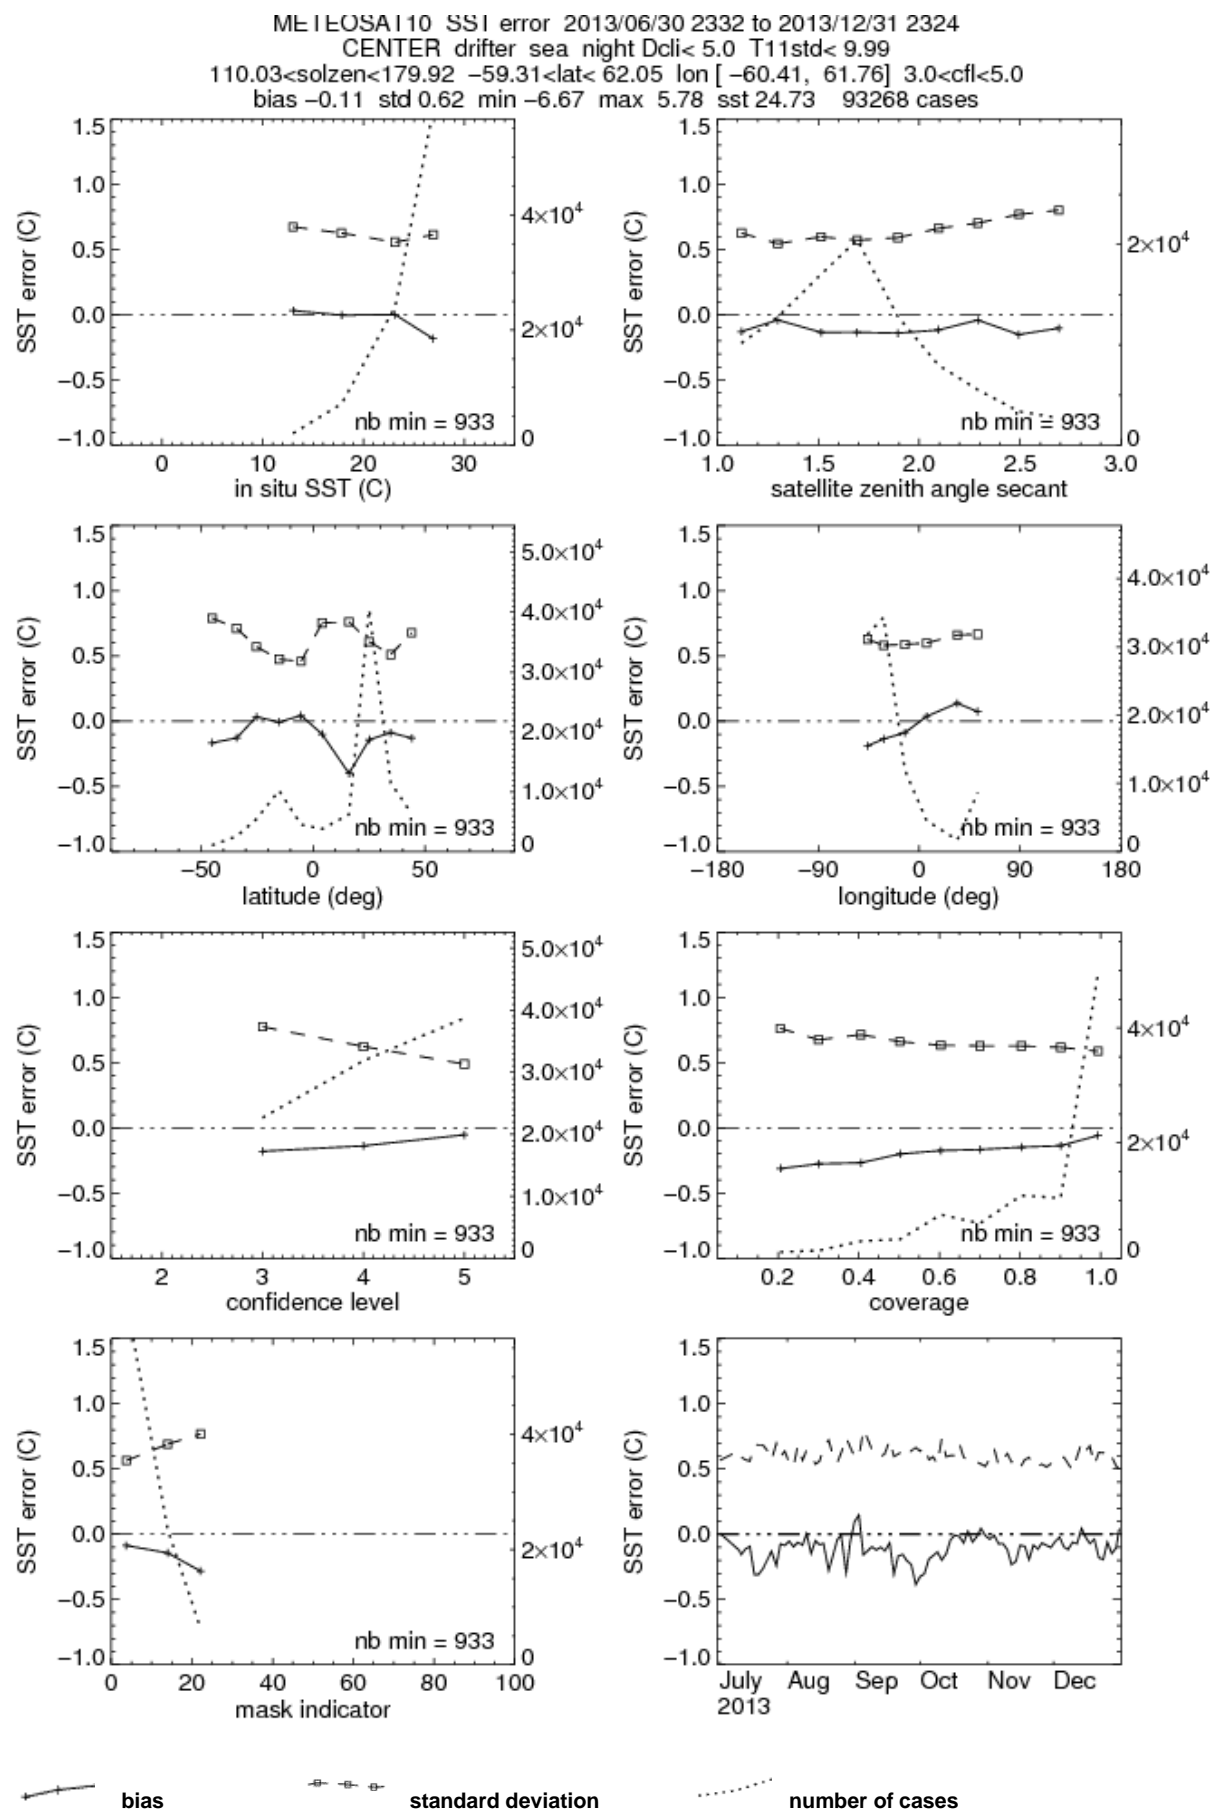 METEOSAT10 SST error 2013/06/30 2332 to 2013/12/31 2324
CENTER drifter sea night Dcli< 5.0 T11std< 9.99
110.03<solzen<179.92 −59.31<lat< 62.05 lon [ −60.41, 61.76] 3.0<cfl<5.0
bias −0.11 std 0.62 min −6.67 max 5.78 sst 24.73 93268 cases
1.5
1.0
0.5
0.0
−0.5
−1.0
SST error (C)
4×10⁴
2×10⁴
0
nb min = 933
0 10 20 30
in situ SST (C)
1.5
1.0
0.5
0.0
−0.5
−1.0
SST error (C)
2×10⁴
0
nb min = 933
1.0 1.5 2.0 2.5 3.0
satellite zenith angle secant
1.5
1.0
0.5
0.0
−0.5
−1.0
SST error (C)
5.0×10⁴
4.0×10⁴
3.0×10⁴
2.0×10⁴
1.0×10⁴
0
nb min = 933
−50 0 50
latitude (deg)
1.5
1.0
0.5
0.0
−0.5
−1.0
SST error (C)
4.0×10⁴
3.0×10⁴
2.0×10⁴
1.0×10⁴
0
nb min = 933
−180 −90 0 90 180
longitude (deg)
1.5
1.0
0.5
0.0
−0.5
−1.0
SST error (C)
5.0×10⁴
4.0×10⁴
3.0×10⁴
2.0×10⁴
1.0×10⁴
0
nb min = 933
2 3 4 5
confidence level
1.5
1.0
0.5
0.0
−0.5
−1.0
SST error (C)
4×10⁴
2×10⁴
0
nb min = 933
0.2 0.4 0.6 0.8 1.0
coverage
1.5
1.0
0.5
0.0
−0.5
−1.0
SST error (C)
4×10⁴
2×10⁴
0
nb min = 933
0 20 40 60 80 100
mask indicator
1.5
1.0
0.5
0.0
−0.5
−1.0
SST error (C)
July Aug Sep Oct Nov Dec
2013
bias standard deviation number of cases